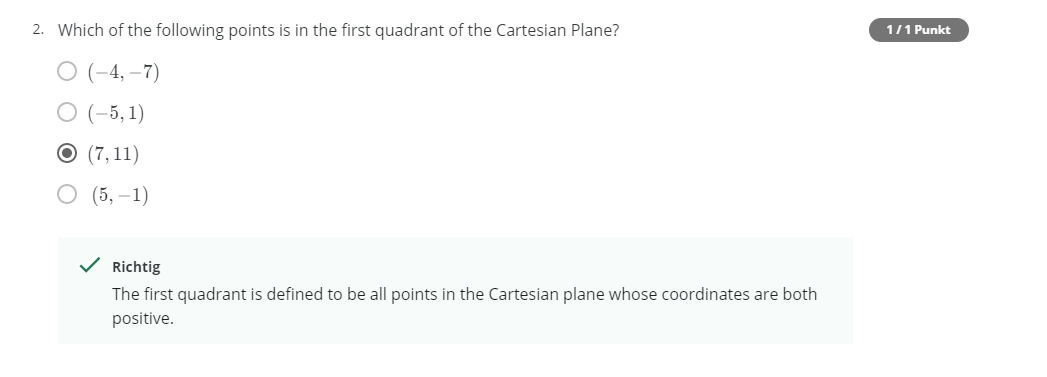 2. Which of the following points is in the first quadrant of the Cartesian Plane?
1 / 1 Punkt
(−4, −7)
(−5, 1)
(7, 11)
(5, −1)
Richtig
The first quadrant is defined to be all points in the Cartesian plane whose coordinates are both
positive.